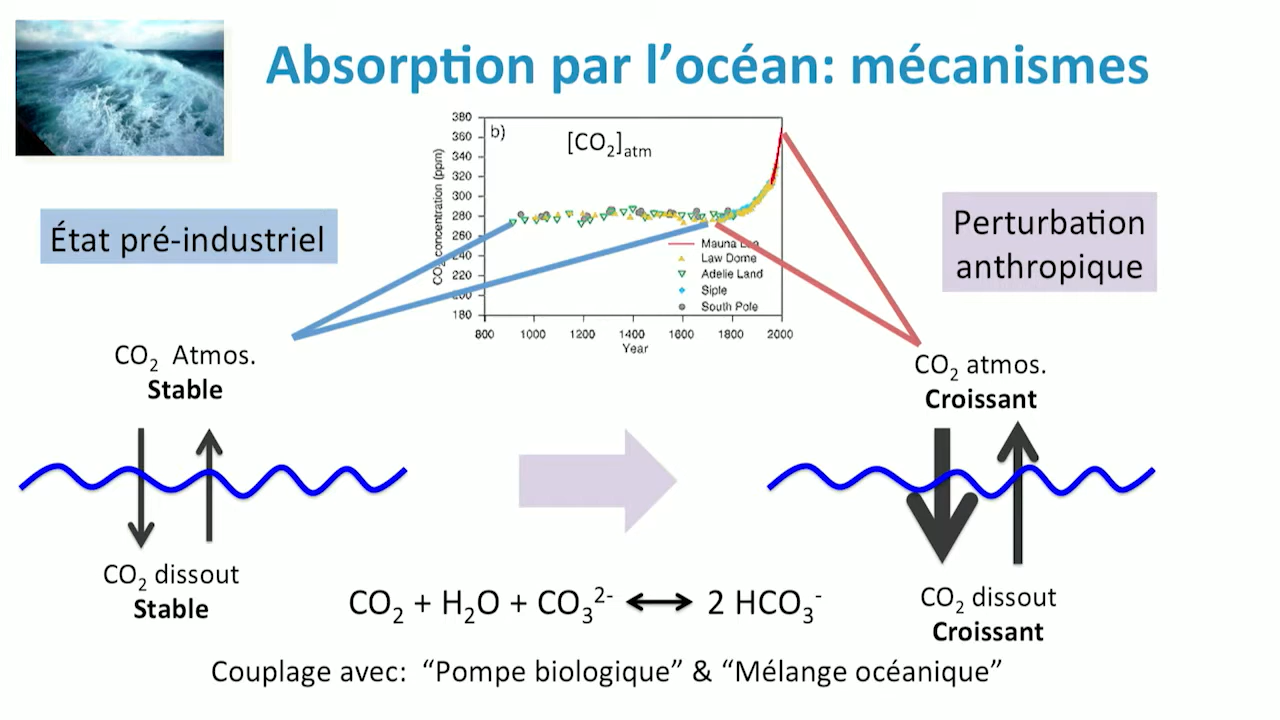 Absorption par l’océan: mécanismes
b)
[CO₂]atm
CO₂ concentration (ppm)
380
360
340
320
300
280
260
240
220
200
180
800
1000
1200
1400
1600
1800
2000
Year
Mauna Loa
Law Dome
Adelie Land
Siple
South Pole
État pré-industriel
Perturbation
anthropique
CO₂ Atmos.
Stable
CO₂ atmos.
Croissant
CO₂ dissout
Stable
CO₂ + H₂O + CO₃²⁻ ⟷ 2 HCO₃⁻
CO₂ dissout
Croissant
Couplage avec: “Pompe biologique” & “Mélange océanique”